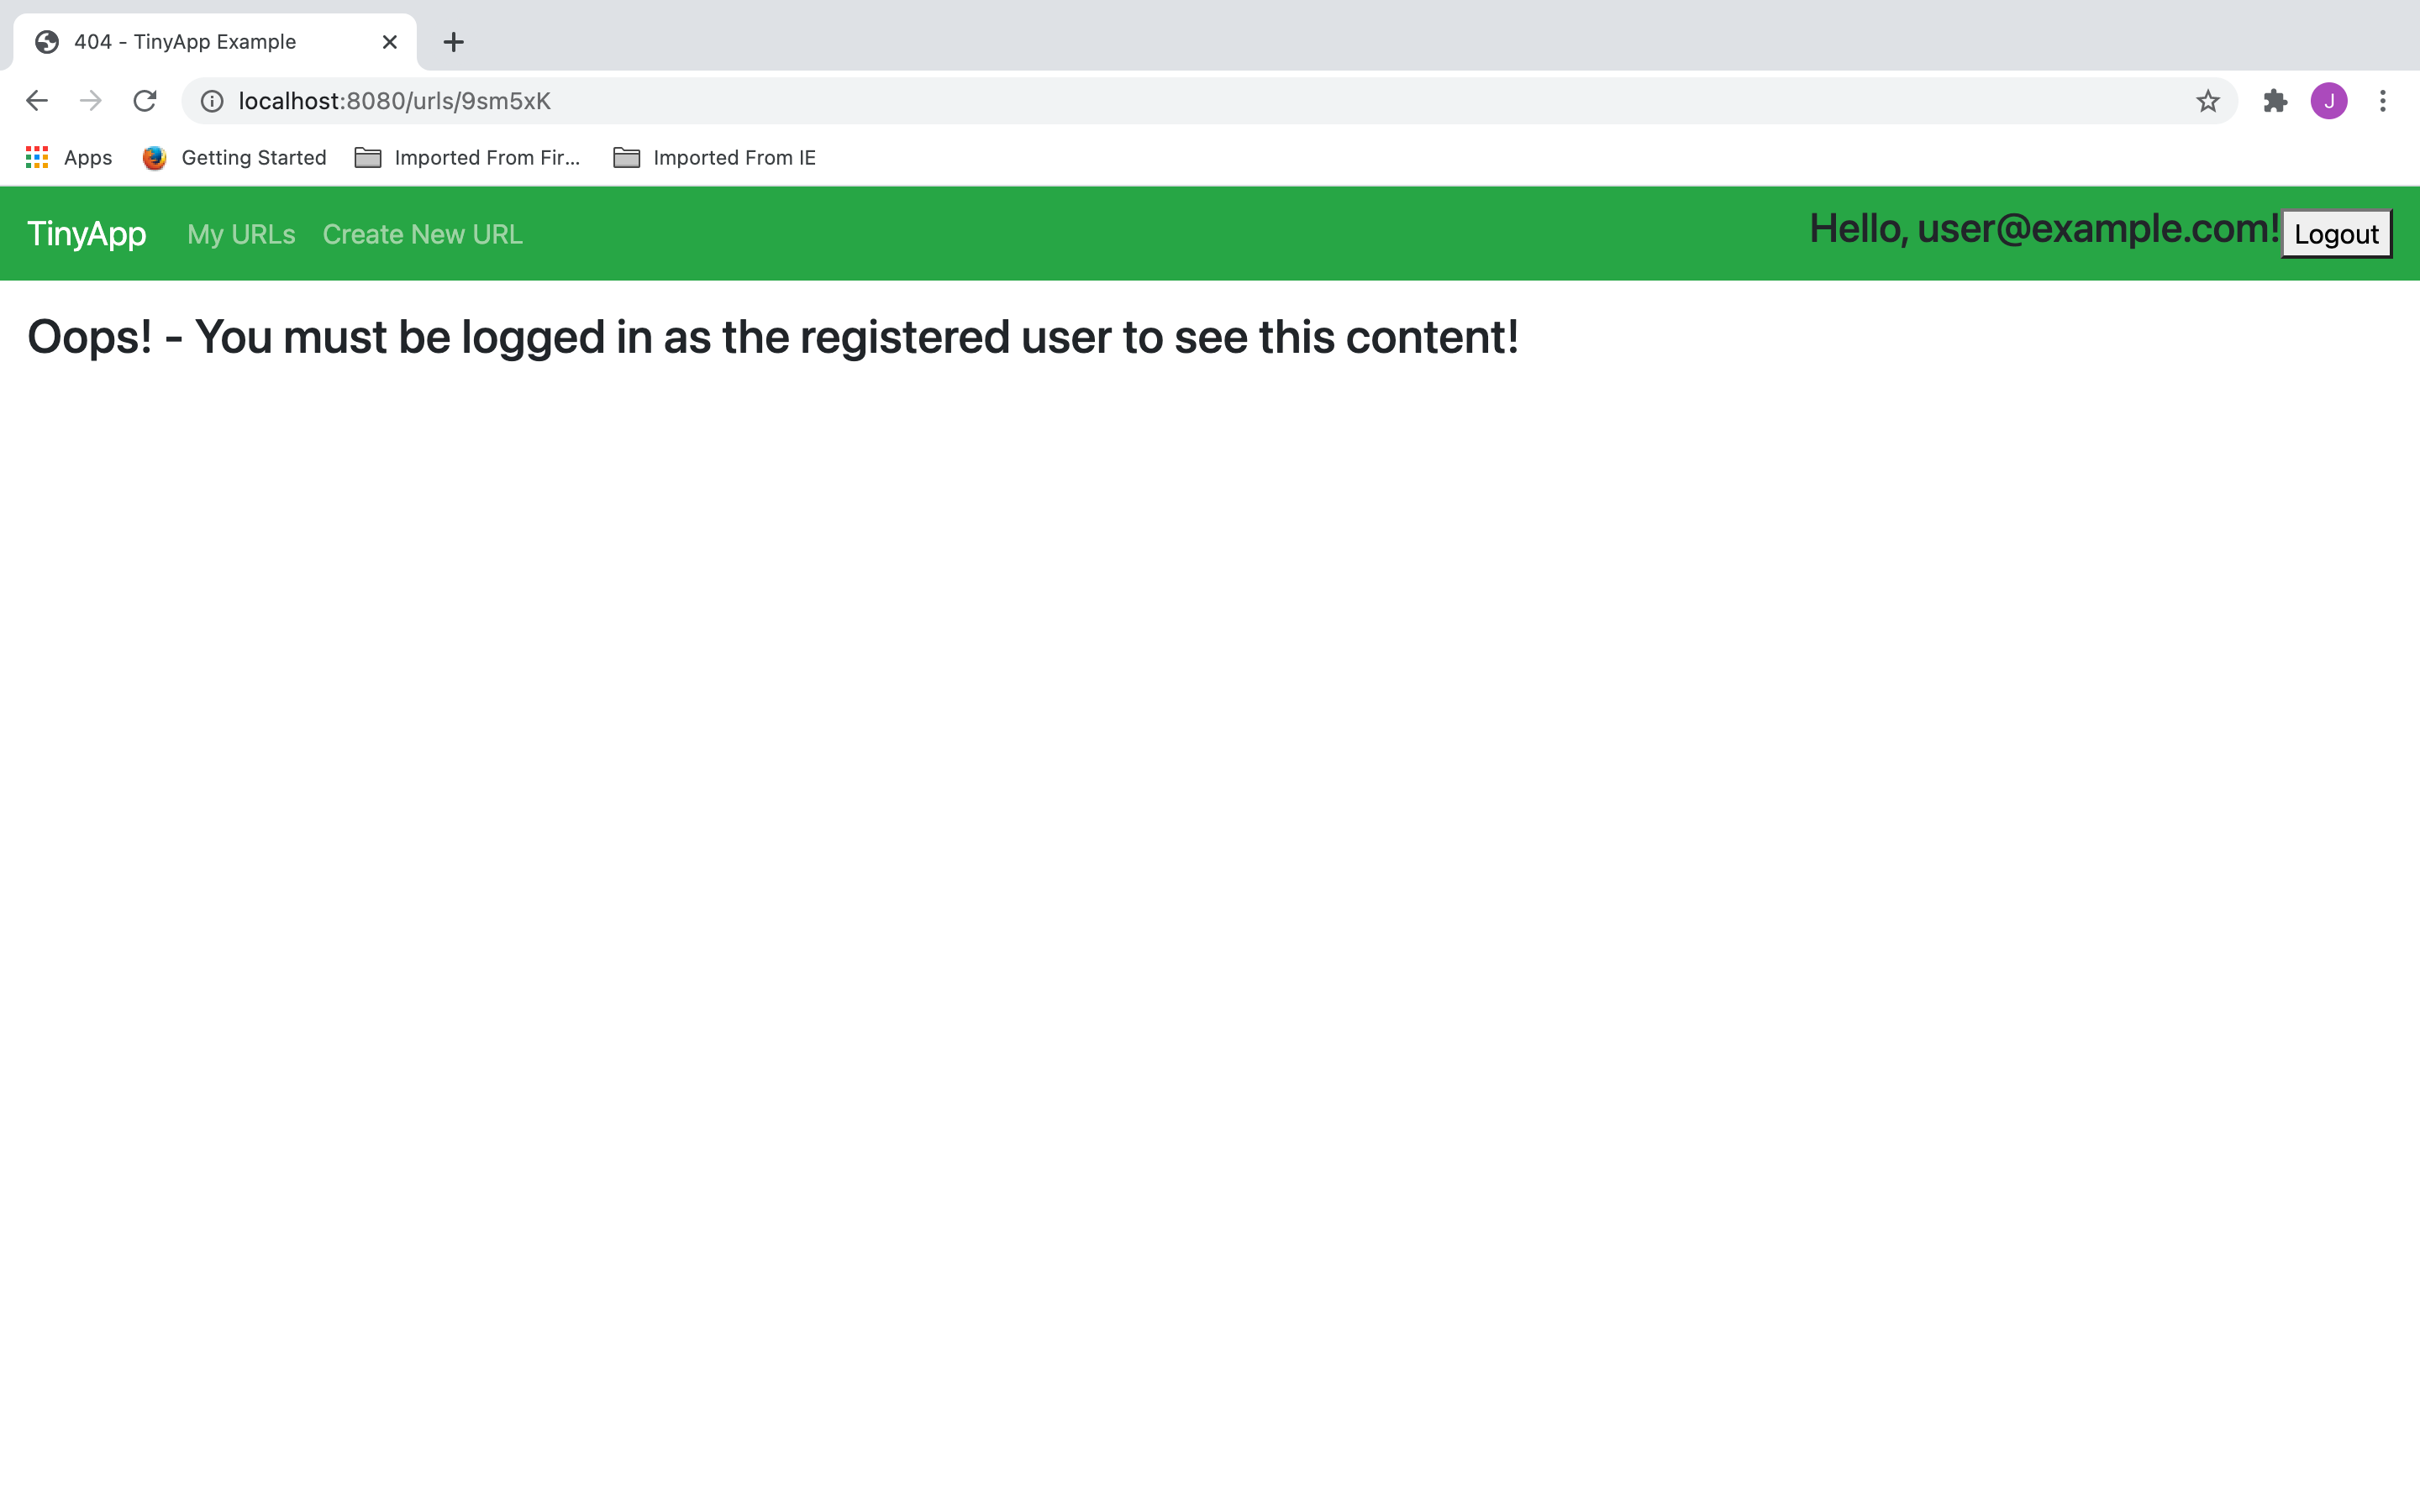 404 - TinyApp Example
localhost:8080/urls/9sm5xK
J
Apps Getting Started Imported From Fir... Imported From IE
TinyApp My URLs Create New URL Hello, user@example.com! Logout
Oops! - You must be logged in as the registered user to see this content!